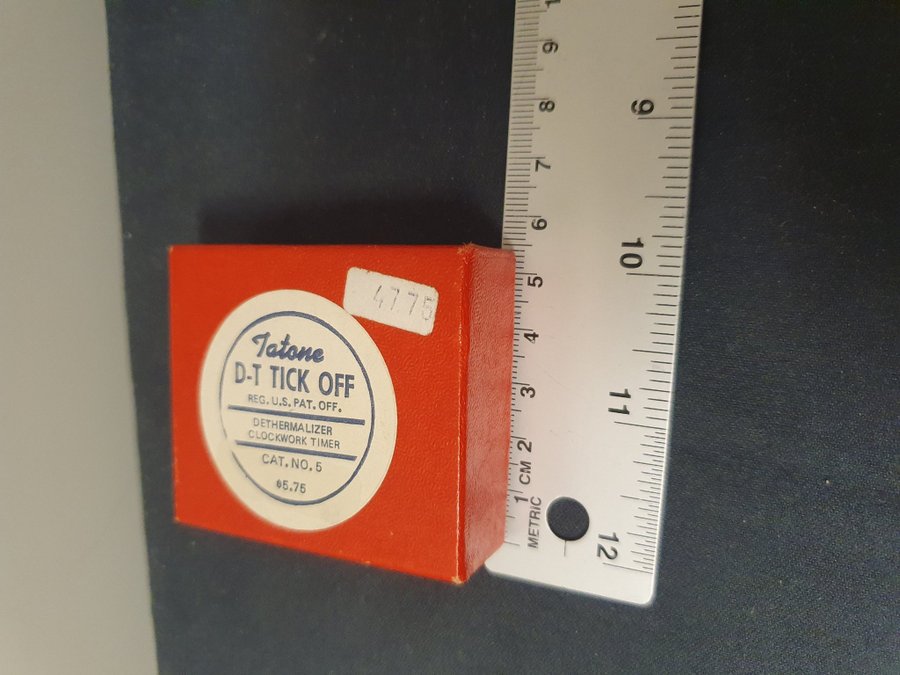 47.75
Tatone
D-T TICK OFF
REG. U.S. PAT. OFF.
DETHERMALIZER
CLOCKWORK TIMER
CAT. NO. 5
$5.75
METRIC 1 CM 2 3 4 5 6 7 8 9
12 11 10 9